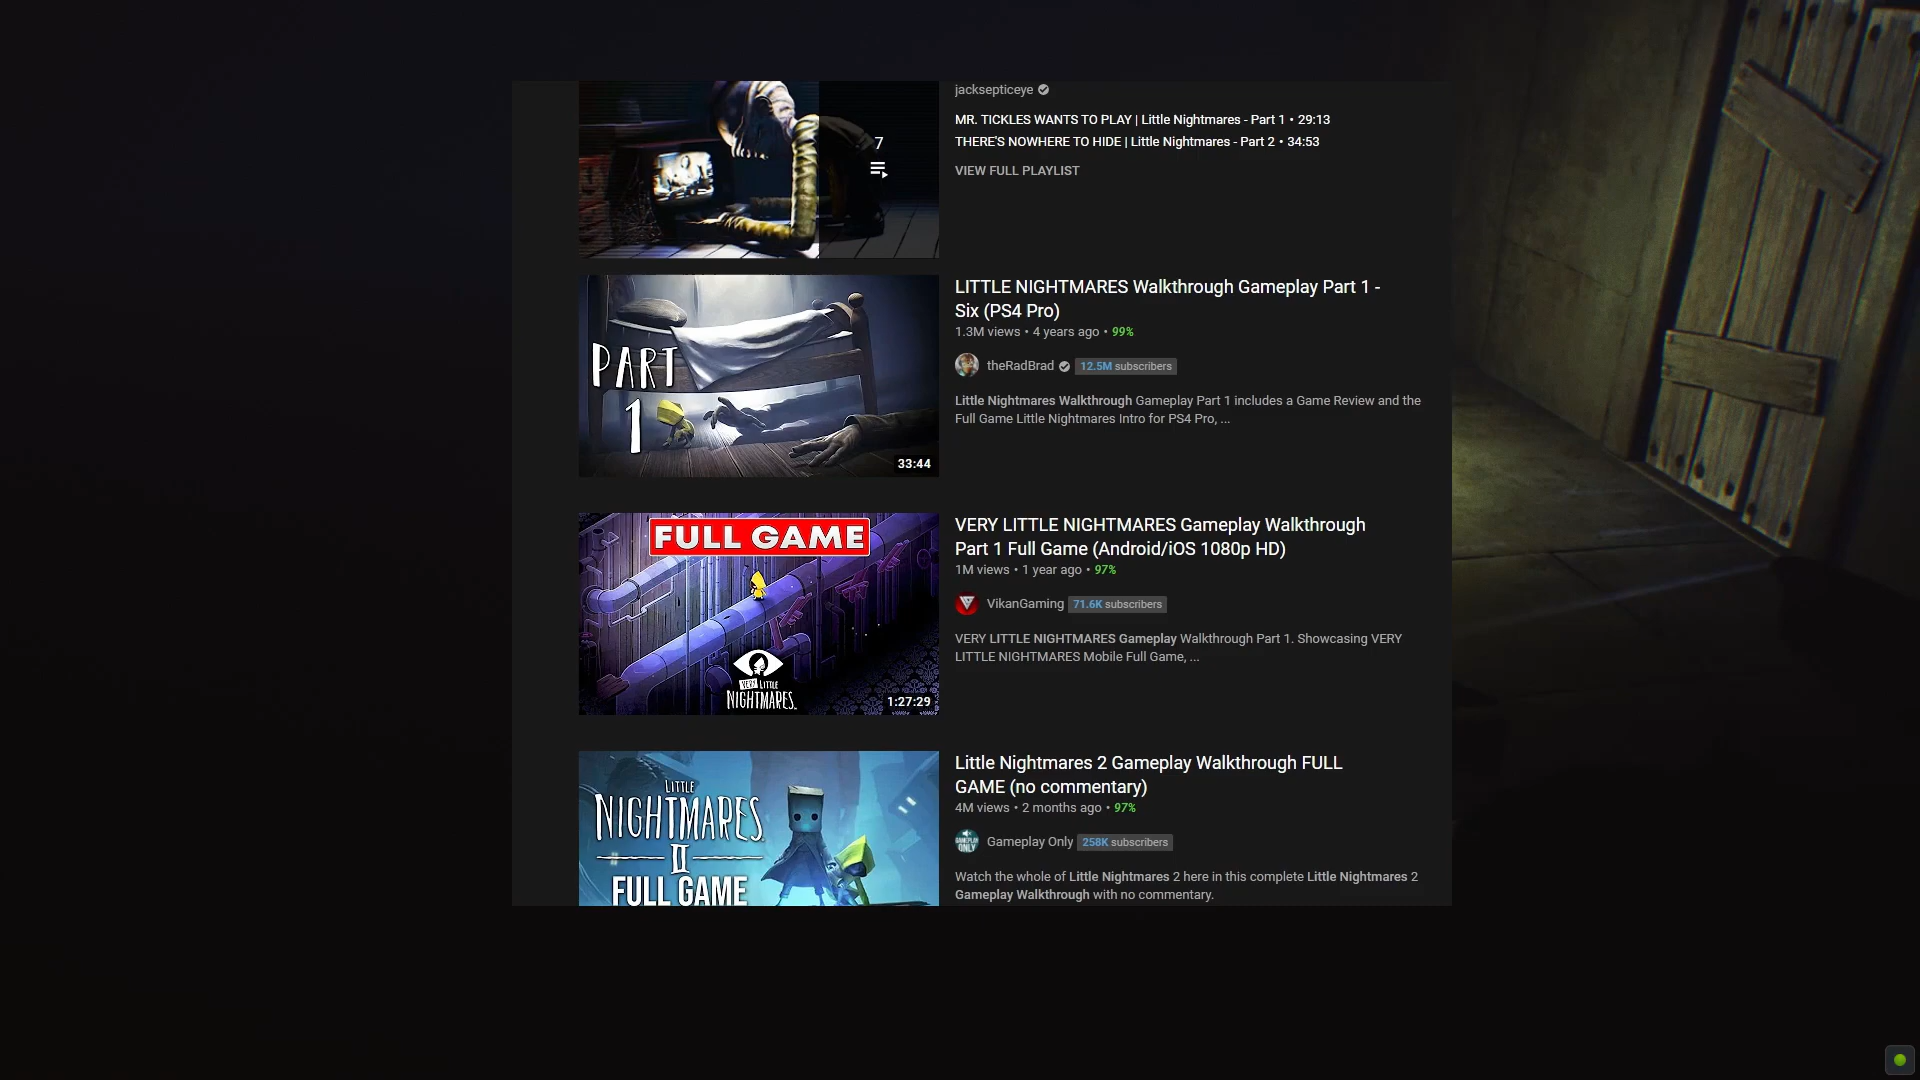 jacksepticeye
MR. TICKLES WANTS TO PLAY | Little Nightmares - Part 1 • 29:13
THERE'S NOWHERE TO HIDE | Little Nightmares - Part 2 • 34:53
VIEW FULL PLAYLIST
7
PART
1
33:44
LITTLE NIGHTMARES Walkthrough Gameplay Part 1 -
Six (PS4 Pro)
1.3M views • 4 years ago • 99%
theRadBrad 12.5M subscribers
Little Nightmares Walkthrough Gameplay Part 1 includes a Game Review and the
Full Game Little Nightmares Intro for PS4 Pro, ...
FULL GAME
VERY LITTLE
NIGHTMARES
1:27:29
VERY LITTLE NIGHTMARES Gameplay Walkthrough
Part 1 Full Game (Android/iOS 1080p HD)
1M views • 1 year ago • 97%
VikanGaming 71.6K subscribers
VERY LITTLE NIGHTMARES Gameplay Walkthrough Part 1. Showcasing VERY
LITTLE NIGHTMARES Mobile Full Game, ...
LITTLE
NIGHTMARES
II
FULL GAME
Little Nightmares 2 Gameplay Walkthrough FULL
GAME (no commentary)
4M views • 2 months ago • 97%
GAMEPLAY
ONLY
Gameplay Only 258K subscribers
Watch the whole of Little Nightmares 2 here in this complete Little Nightmares 2
Gameplay Walkthrough with no commentary.